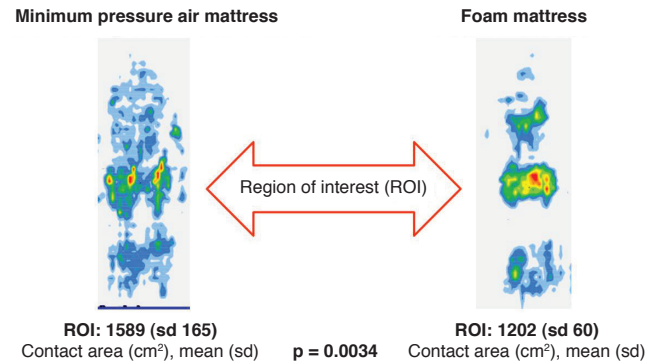 Minimum pressure air mattress
Foam mattress
Region of interest (ROI)
ROI: 1589 (sd 165)
Contact area (cm²), mean (sd)
p = 0.0034
ROI: 1202 (sd 60)
Contact area (cm²), mean (sd)